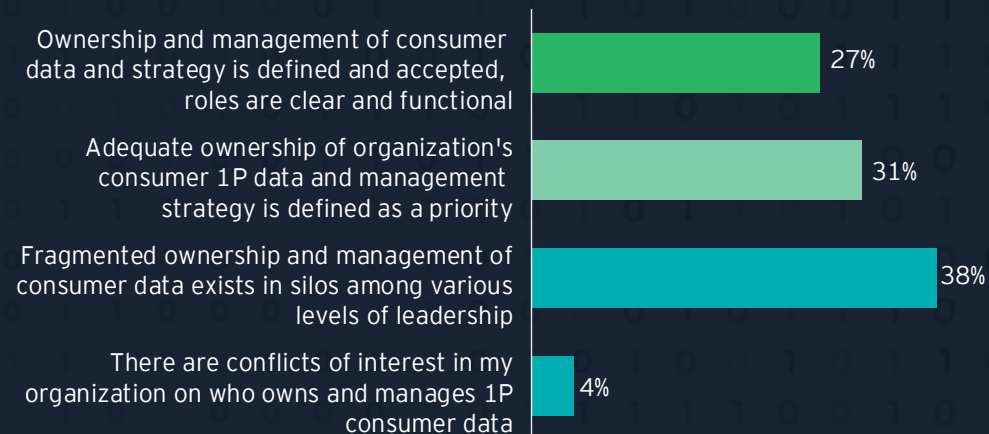 Ownership and management of consumer
data and strategy is defined and accepted,
roles are clear and functional
27%
Adequate ownership of organization's
consumer 1P data and management
strategy is defined as a priority
31%
Fragmented ownership and management of
consumer data exists in silos among various
levels of leadership
38%
There are conflicts of interest in my
organization on who owns and manages 1P
consumer data
4%